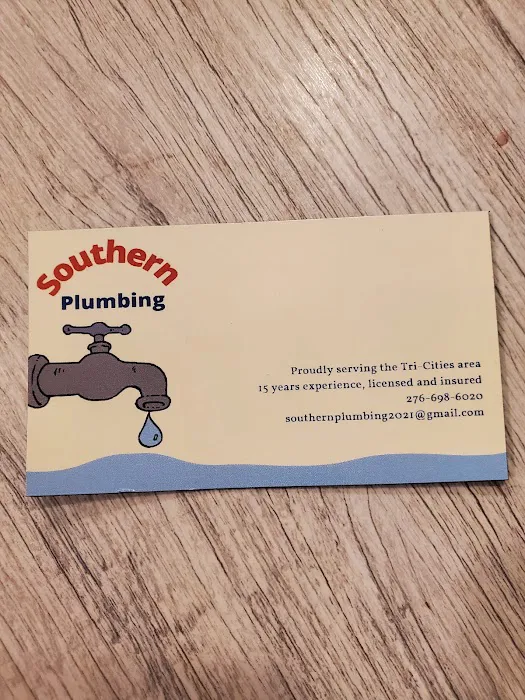 Southern
Plumbing
Proudly serving the Tri-Cities area
15 years experience, licensed and insured
276-698-6020
southernplumbing2021@gmail.com